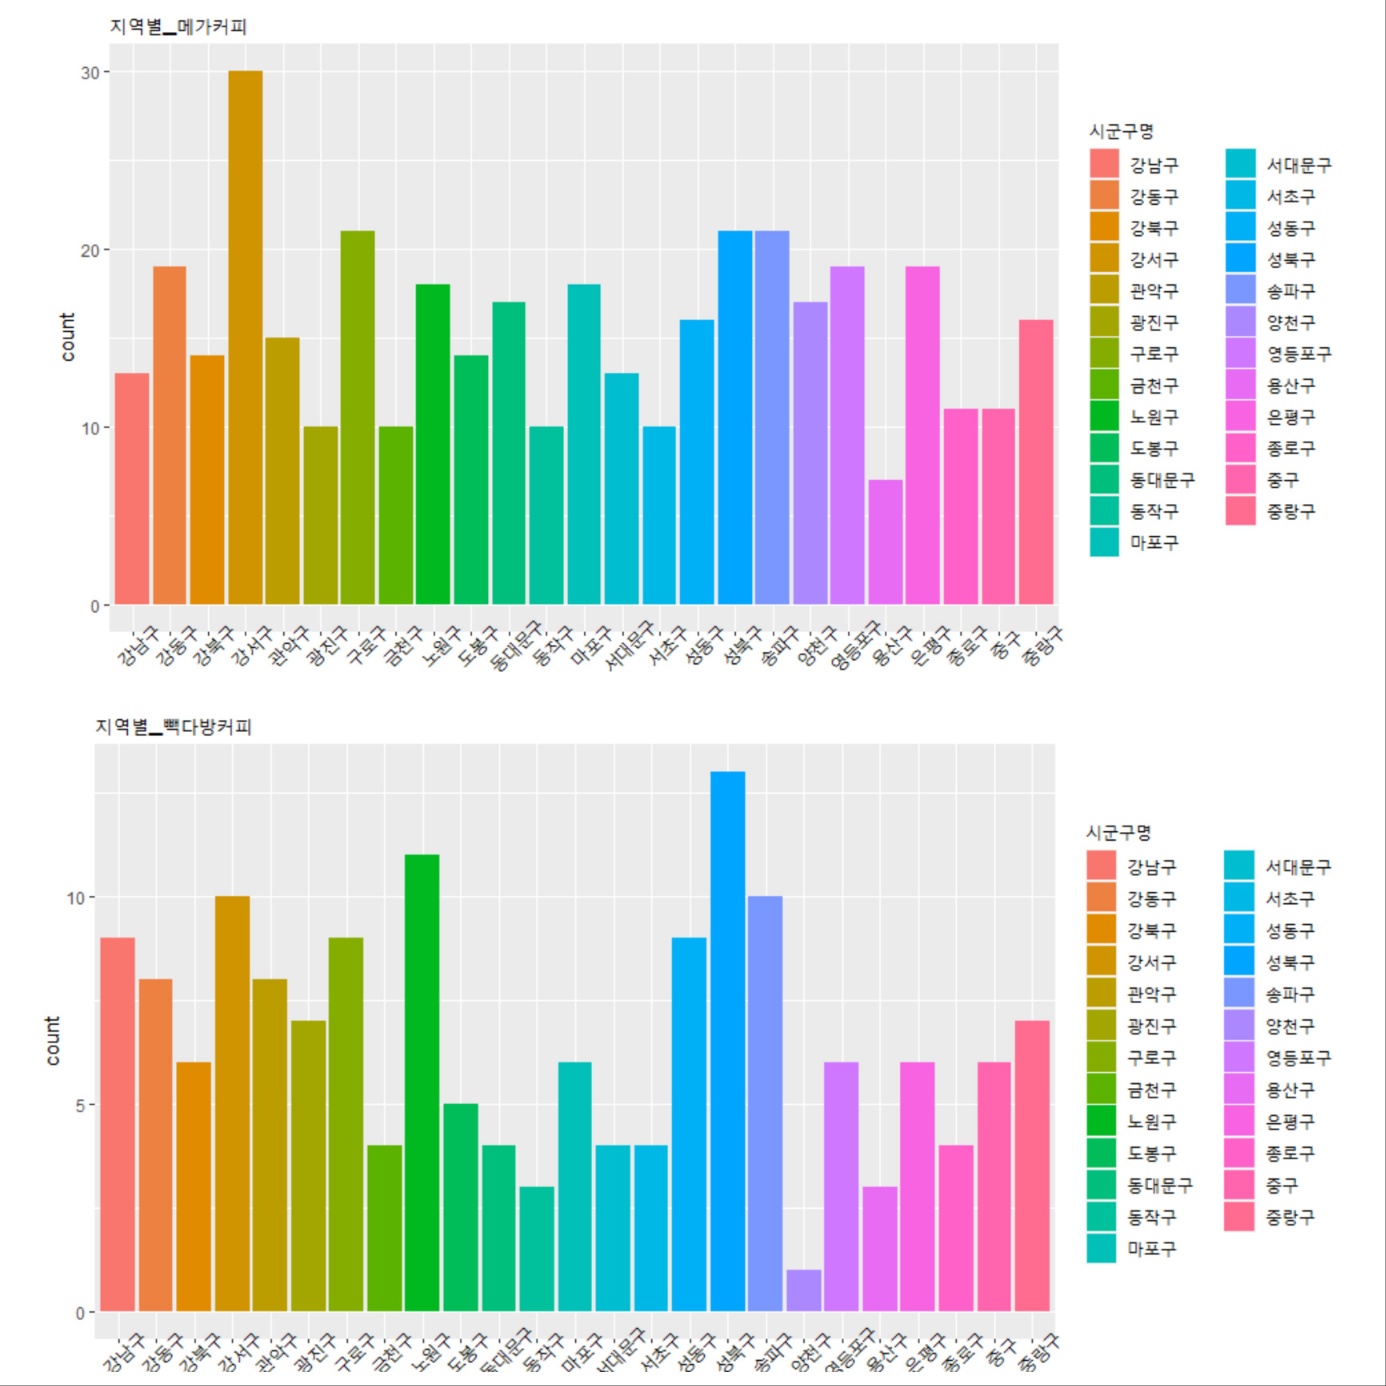 지역별_메가커피
30
20
10
0
count
강남구 강동구 강북구 강서구 관악구 광진구 구로구 금천구 노원구 도봉구 동대문구 동작구 마포구 서대문구 서초구 성동구 성북구 송파구 양천구 영등포구 용산구 은평구 종로구 중구 중랑구
시군구명
강남구 서대문구
강동구 서초구
강북구 성동구
강서구 성북구
관악구 송파구
광진구 양천구
구로구 영등포구
금천구 용산구
노원구 은평구
도봉구 종로구
동대문구 중구
동작구 중랑구
마포구
지역별_빽다방커피
10
5
0
count
강남구 강동구 강북구 강서구 관악구 광진구 구로구 금천구 노원구 도봉구 동대문구 동작구 마포구 서대문구 서초구 성동구 성북구 송파구 양천구 영등포구 용산구 은평구 종로구 중구 중랑구
시군구명
강남구 서대문구
강동구 서초구
강북구 성동구
강서구 성북구
관악구 송파구
광진구 양천구
구로구 영등포구
금천구 용산구
노원구 은평구
도봉구 종로구
동대문구 중구
동작구 중랑구
마포구